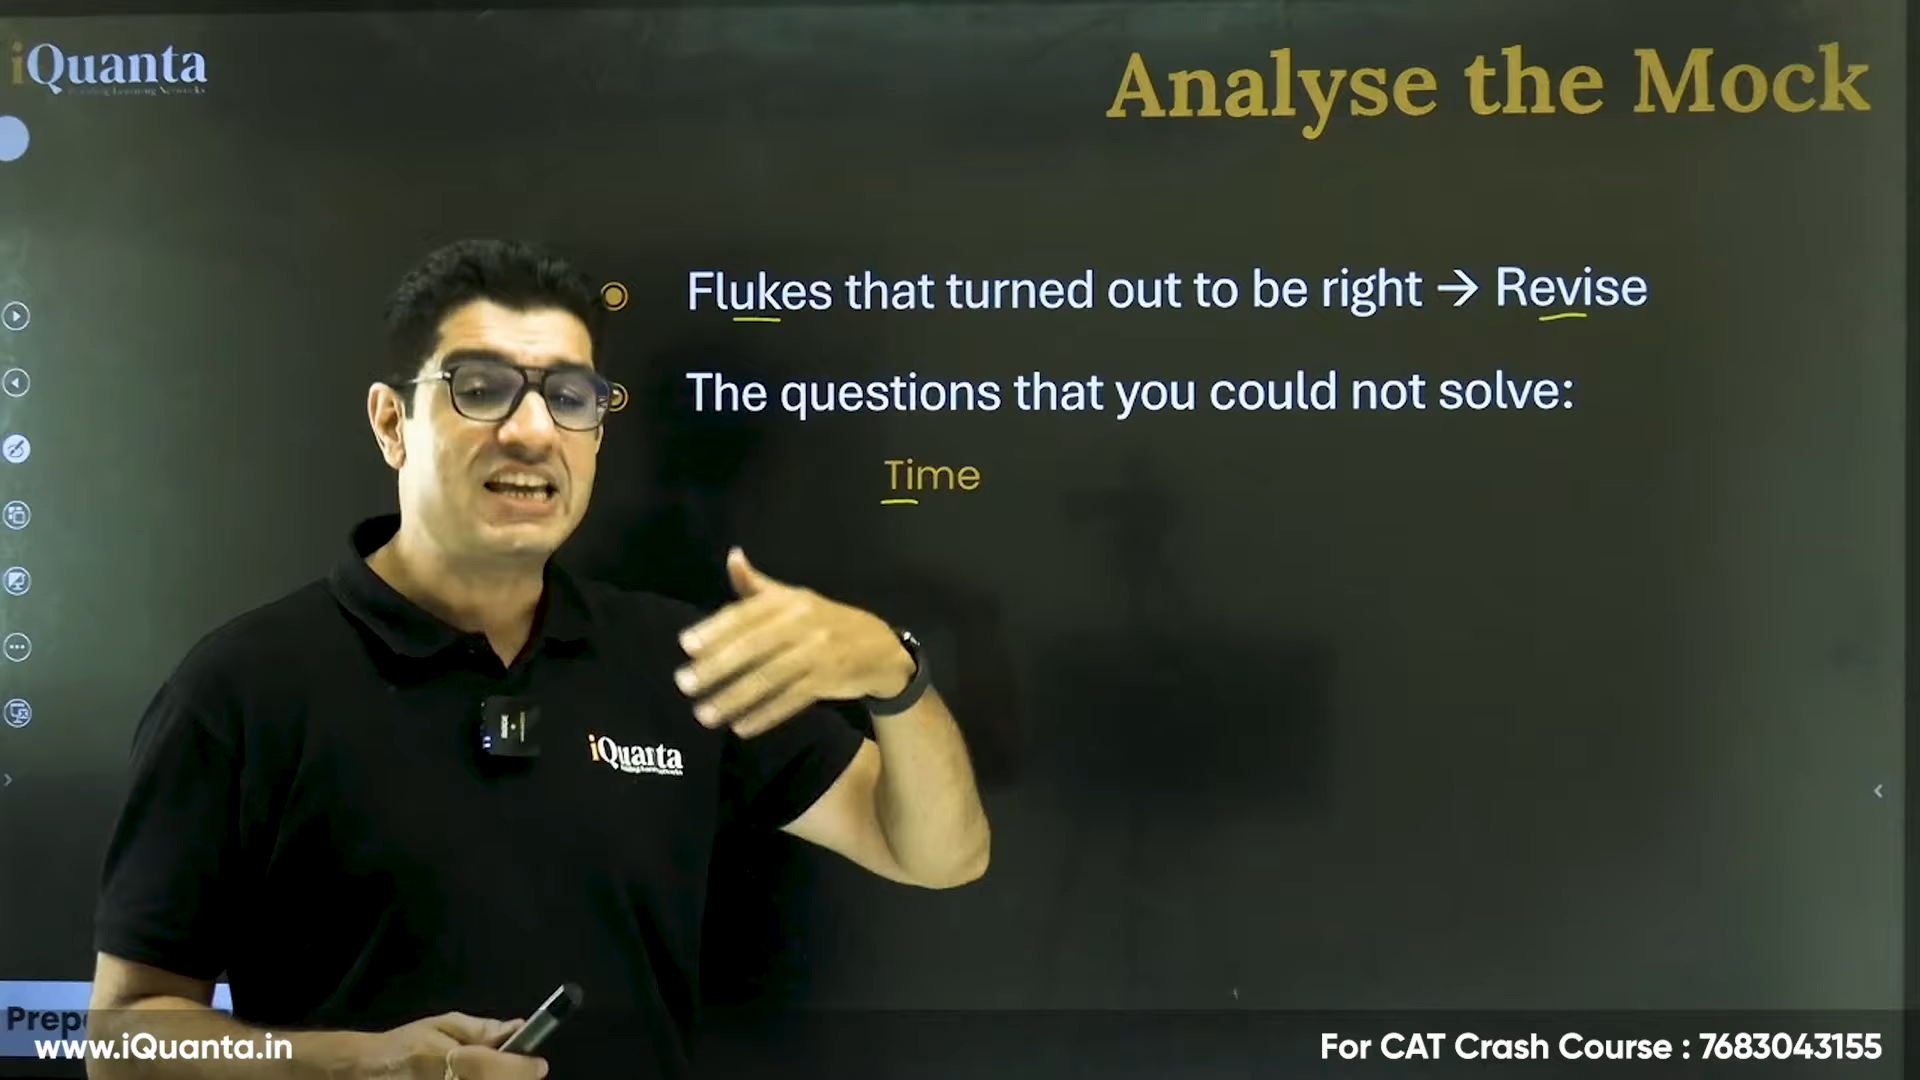 iQuanta
Analyse the Mock
Flukes that turned out to be right → Revise
The questions that you could not solve:
Time
iQuanta
Prep
www.iQuanta.in
For CAT Crash Course : 7683043155